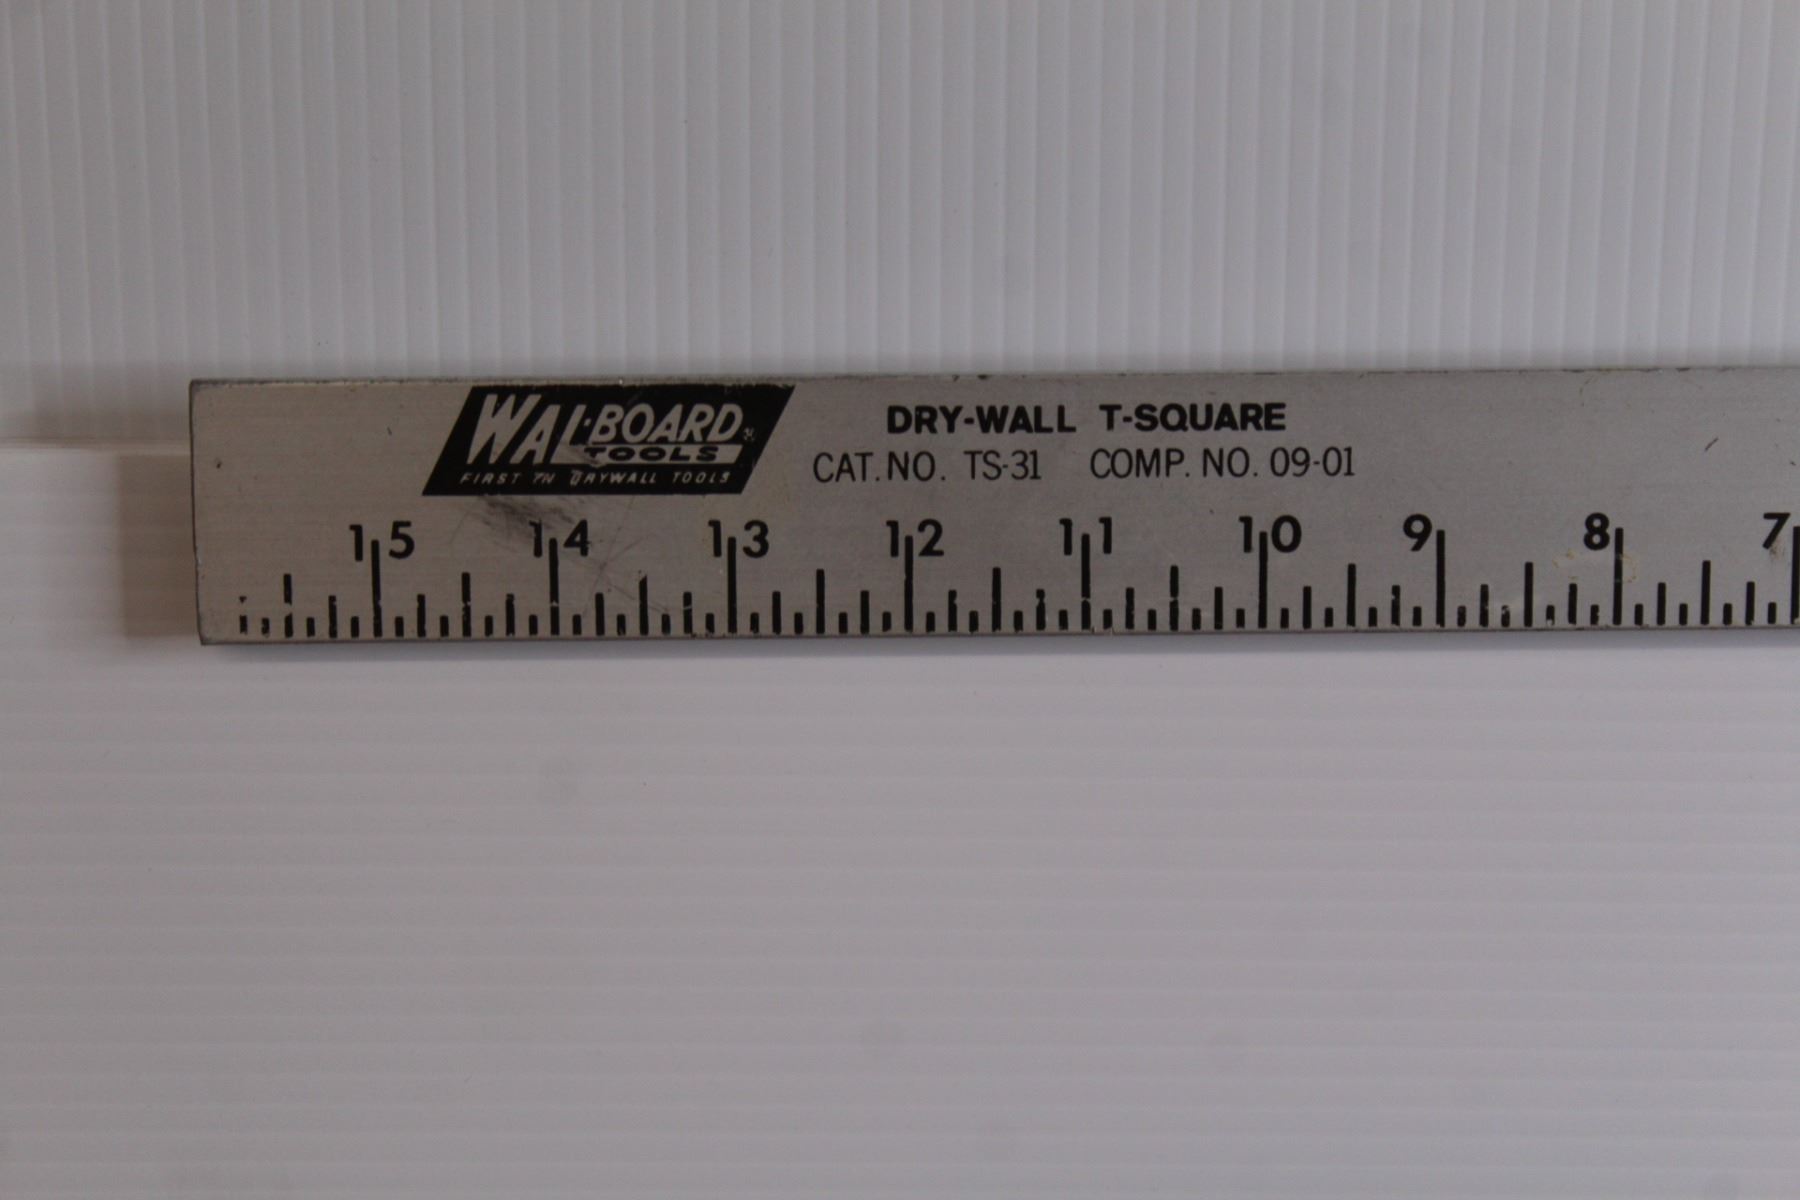 WAL·BOARD
TOOLS
FIRST IN DRYWALL TOOLS
DRY-WALL T-SQUARE
CAT. NO. TS-31 COMP. NO. 09-01
15 14 13 12 11 10 9 8 7